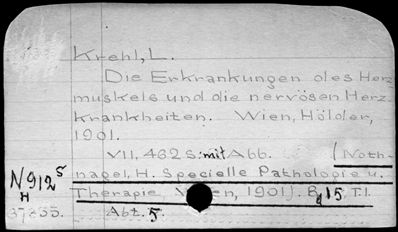 Krehl, L.
Die Erkrankungen des Herz
muskels und die nervösen Herz
krankheiten. Wien, Hölder,
1901.
VII, 462 S. mit Abb. (Noth-
N912⁵ nagel, H. Specielle Pathologie u.
H Therapie Wien, 1901). Bd 15, T.1.
Abt. 5.